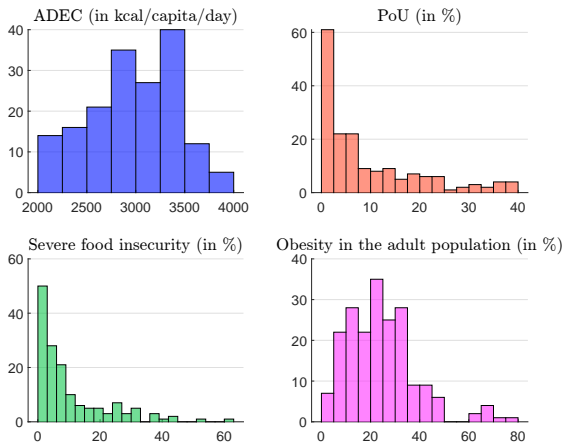 ADEC (in kcal/capita/day)
40
30
20
10
0
2000 2500 3000 3500 4000
PoU (in %)
60
40
20
0
0 10 20 30 40
Severe food insecurity (in %)
60
40
20
0
0 20 40 60
Obesity in the adult population (in %)
40
30
20
10
0
0 20 40 60 80